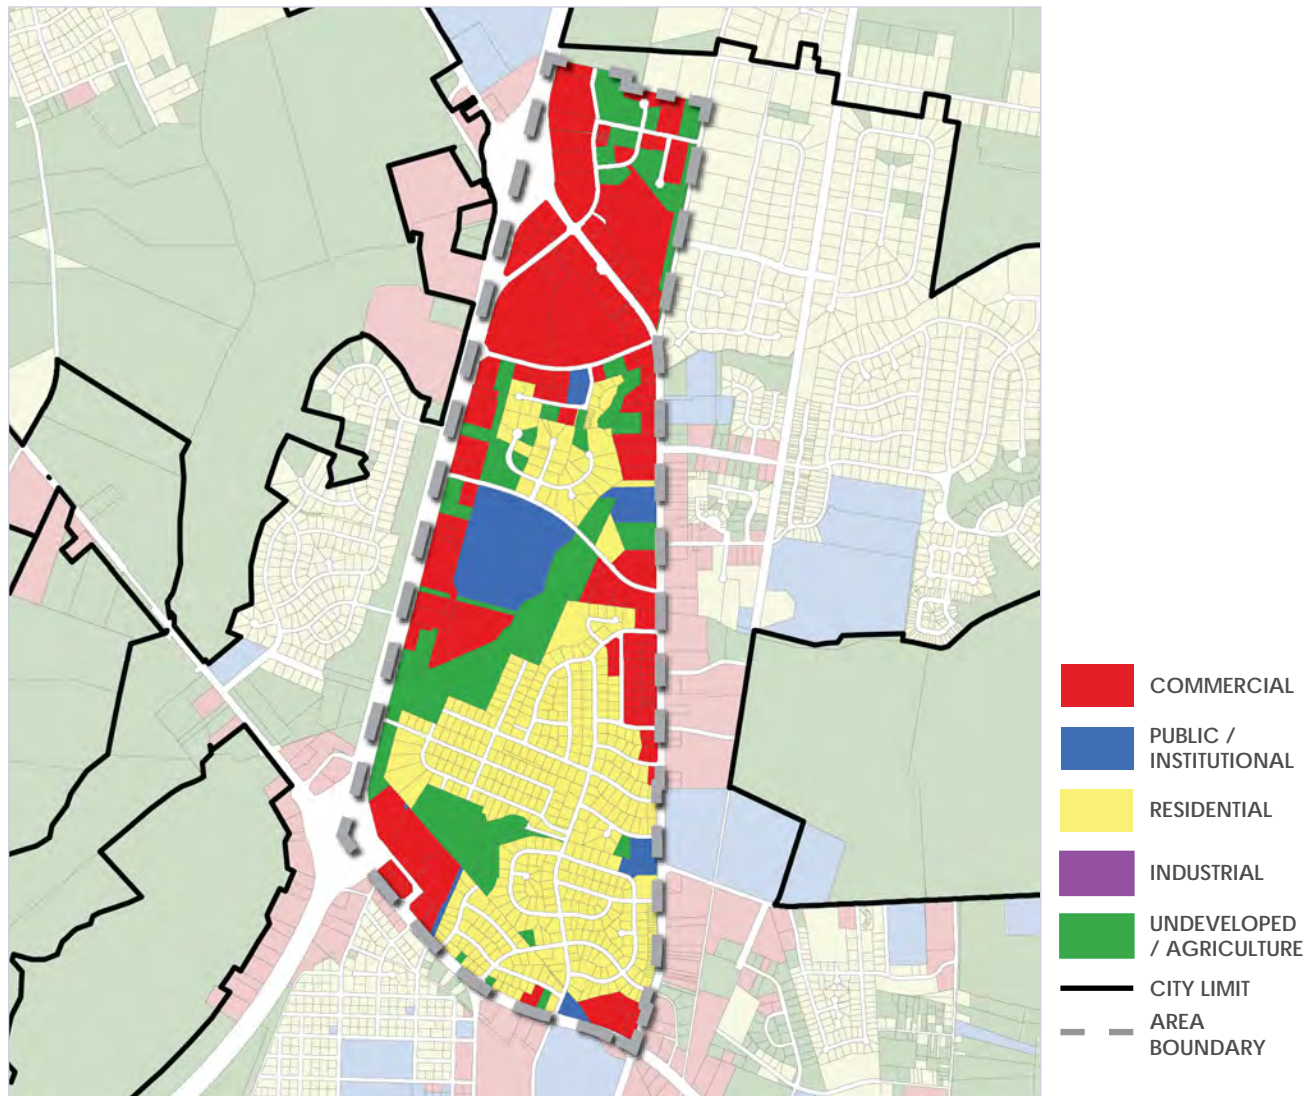 COMMERCIAL
PUBLIC /
INSTITUTIONAL
RESIDENTIAL
INDUSTRIAL
UNDEVELOPED
/ AGRICULTURE
CITY LIMIT
AREA
BOUNDARY